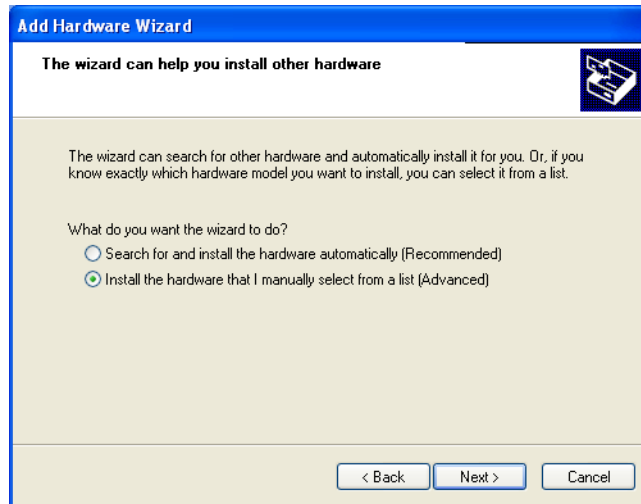 Add Hardware Wizard
The wizard can help you install other hardware
The wizard can search for other hardware and automatically install it for you. Or, if you
know exactly which hardware model you want to install, you can select it from a list.
What do you want the wizard to do?
Search for and install the hardware automatically (Recommended)
Install the hardware that I manually select from a list (Advanced)
< Back Next > Cancel